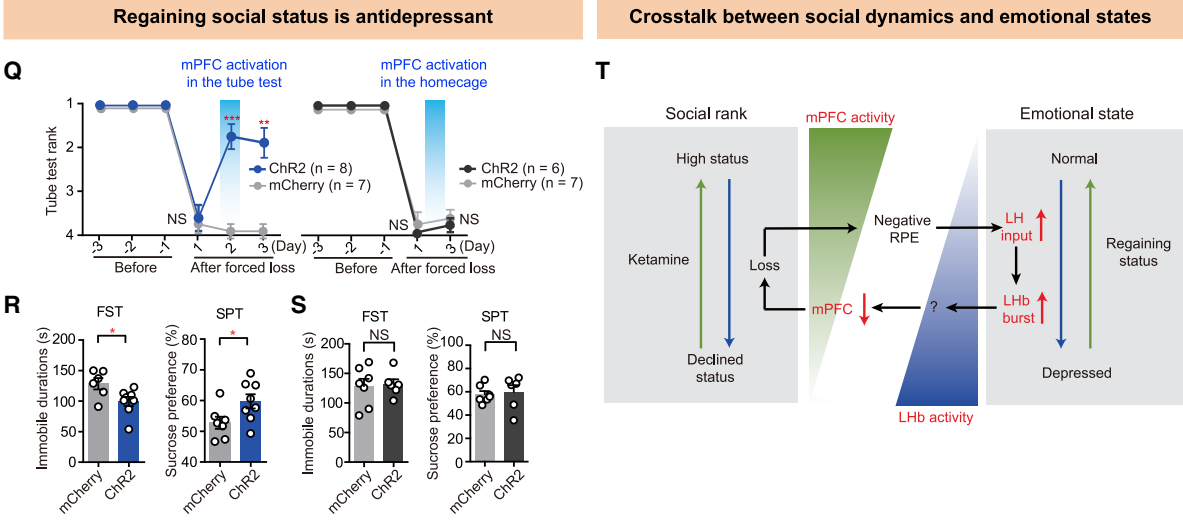 Regaining social status is antidepressant
Crosstalk between social dynamics and emotional states
Q
mPFC activation
in the tube test
mPFC activation
in the homecage
Tube test rank
1
2
3
4
***
**
ChR2 (n = 8)
mCherry (n = 7)
NS
-3
-2
-1
1
2
3
(Day)
Before
After forced loss
ChR2 (n = 6)
mCherry (n = 7)
NS
NS
-3
-2
-1
1
3
(Day)
Before
After forced loss
R
FST
Immobile durations (s)
200
150
100
50
0
*
mCherry
ChR2
SPT
Sucrose preference (%)
80
70
60
50
40
*
mCherry
ChR2
S
FST
Immobile durations (s)
200
150
100
50
0
NS
mCherry
ChR2
SPT
Sucrose preference (%)
100
80
60
40
20
0
NS
mCherry
ChR2
T
Social rank
mPFC activity
Emotional state
High status
Normal
Negative
RPE
LH
input
Ketamine
Loss
Regaining
status
mPFC
?
LHb
burst
Declined
status
Depressed
LHb activity